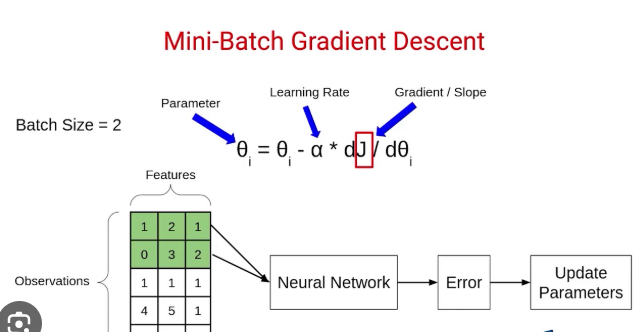 Mini-Batch Gradient Descent
Learning Rate
Gradient / Slope
Parameter
Batch Size = 2
θi = θi - α * dJ / dθi
Features
1 2 1
0 3 2
1 1 1
4 5 1
Observations
Neural Network
Error
Update
Parameters